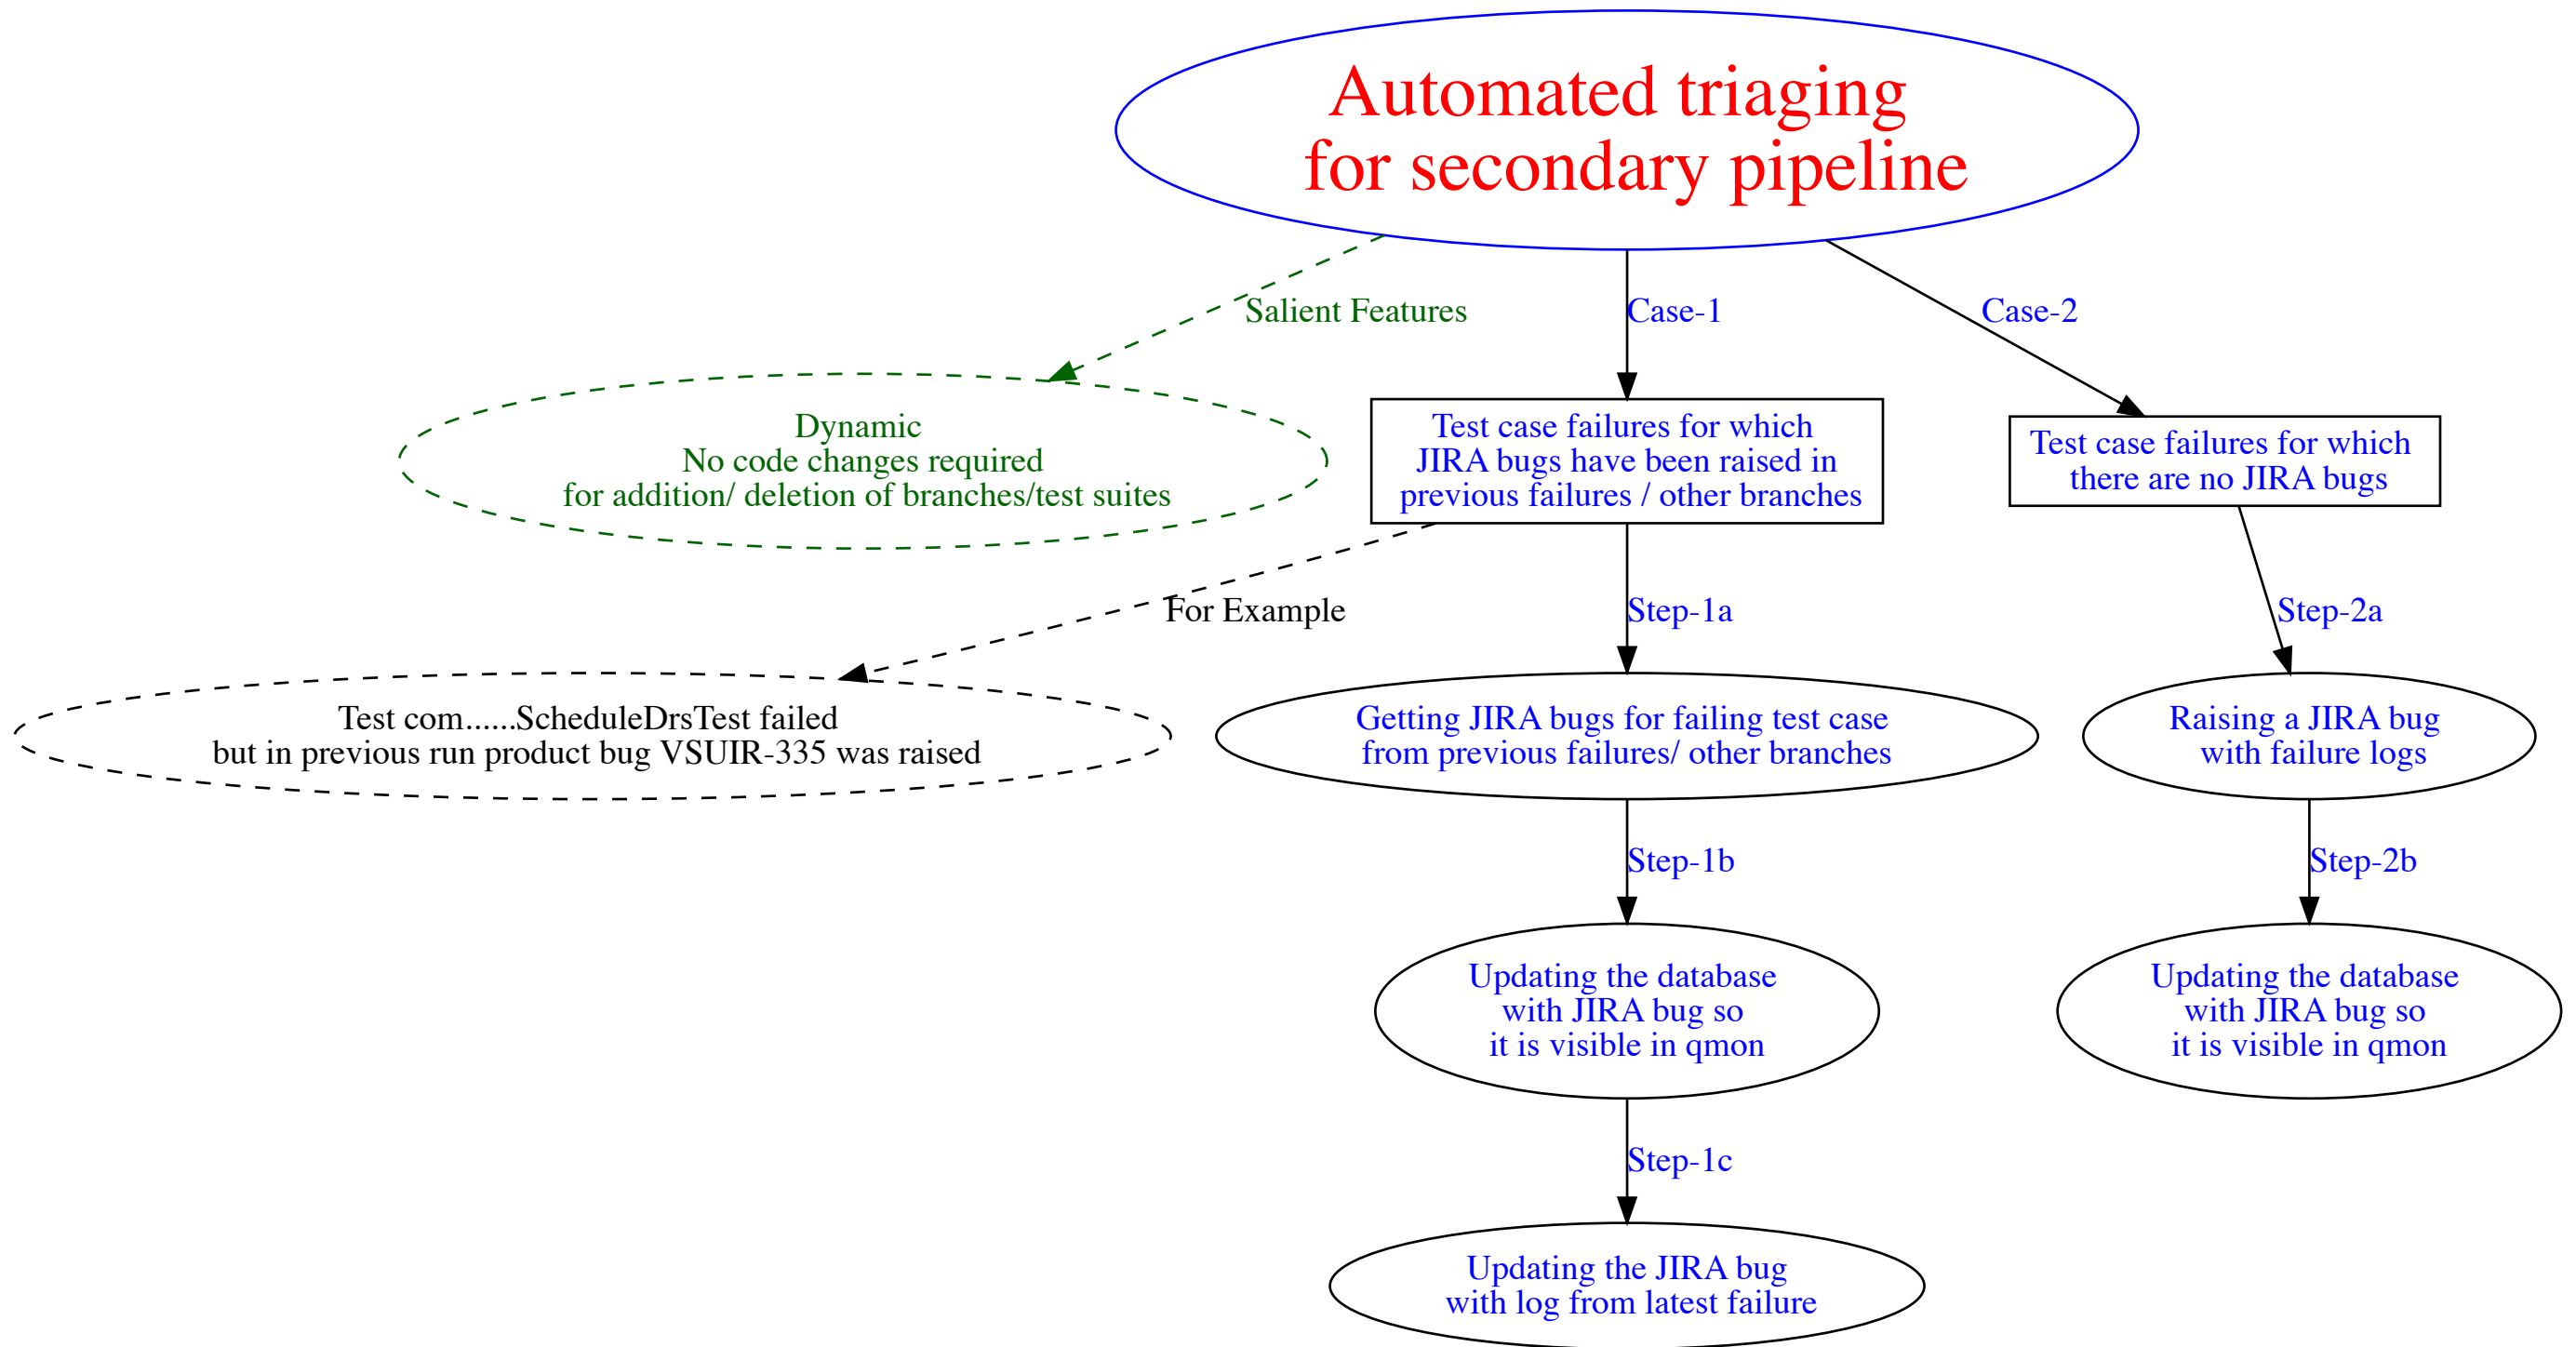 Automated triaging
for secondary pipeline
Salient Features
Case-1
Case-2
Dynamic
No code changes required
for addition/ deletion of branches/test suites
Test case failures for which
JIRA bugs have been raised in
previous failures / other branches
Test case failures for which
there are no JIRA bugs
For Example
Step-1a
Step-2a
Test com......ScheduleDrsTest failed
but in previous run product bug VSUIR-335 was raised
Getting JIRA bugs for failing test case
from previous failures/ other branches
Raising a JIRA bug
with failure logs
Step-1b
Step-2b
Updating the database
with JIRA bug so
it is visible in qmon
Updating the database
with JIRA bug so
it is visible in qmon
Step-1c
Updating the JIRA bug
with log from latest failure